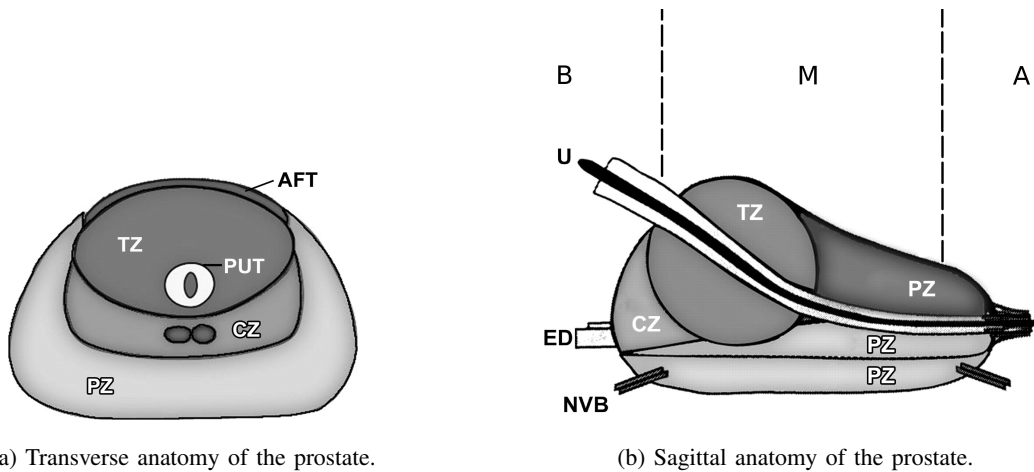 B M A
U
AFT
TZ
TZ
PUT
PZ
CZ
CZ
ED
PZ
PZ
PZ
NVB
a) Transverse anatomy of the prostate.
(b) Sagittal anatomy of the prostate.